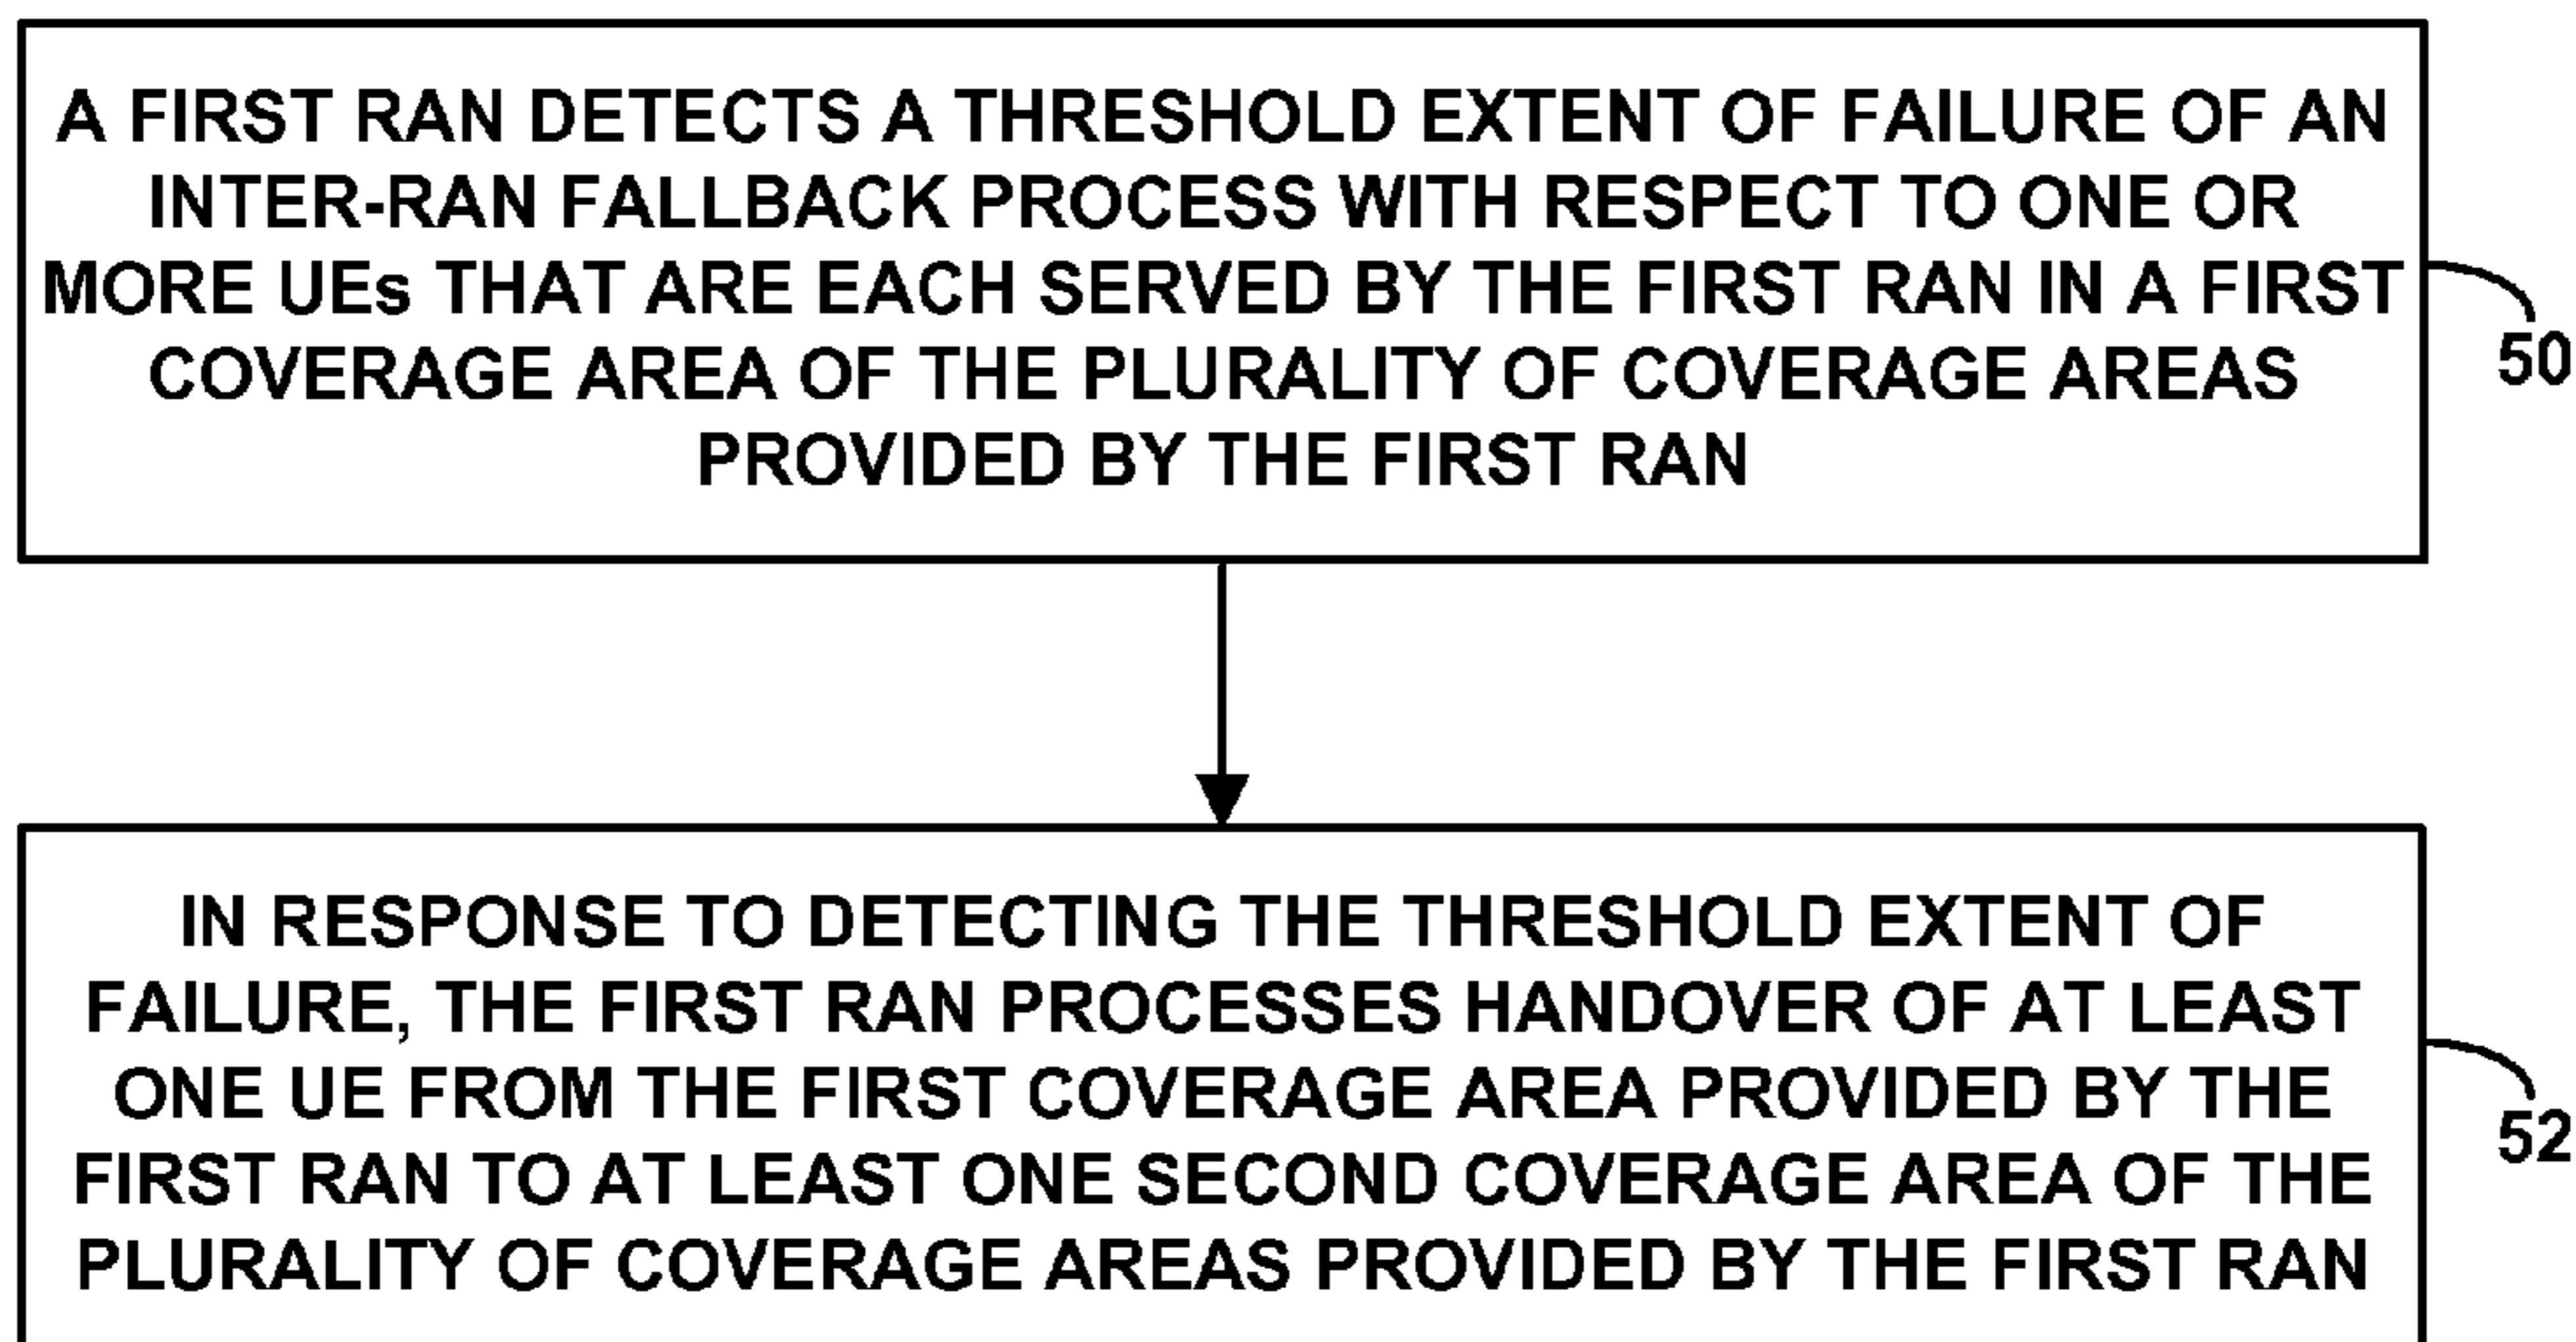 A FIRST RAN DETECTS A THRESHOLD EXTENT OF FAILURE OF AN
INTER-RAN FALLBACK PROCESS WITH RESPECT TO ONE OR
MORE UEs THAT ARE EACH SERVED BY THE FIRST RAN IN A FIRST
COVERAGE AREA OF THE PLURALITY OF COVERAGE AREAS
PROVIDED BY THE FIRST RAN
50
IN RESPONSE TO DETECTING THE THRESHOLD EXTENT OF
FAILURE, THE FIRST RAN PROCESSES HANDOVER OF AT LEAST
ONE UE FROM THE FIRST COVERAGE AREA PROVIDED BY THE
FIRST RAN TO AT LEAST ONE SECOND COVERAGE AREA OF THE
PLURALITY OF COVERAGE AREAS PROVIDED BY THE FIRST RAN
52